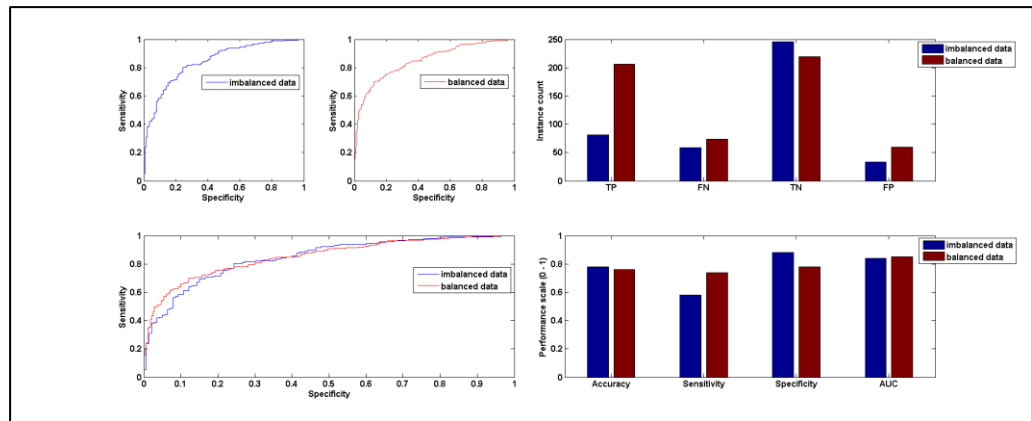 1
0.8
0.6
0.4
0.2
0
Sensitivity
imbalanced data
0 0.2 0.4 0.6 0.8 1
Specificity
1
0.8
0.6
0.4
0.2
0
Sensitivity
balanced data
0 0.2 0.4 0.6 0.8 1
Specificity
250
200
150
100
50
0
Instance count
imbalanced data
balanced data
TP FN TN FP
1
0.8
0.6
0.4
0.2
0
Sensitivity
imbalanced data
balanced data
0 0.1 0.2 0.3 0.4 0.5 0.6 0.7 0.8 0.9 1
Specificity
1
0.8
0.6
0.4
0.2
0
Performance scale (0 - 1)
imbalanced data
balanced data
Accuracy Sensitivity Specificity AUC